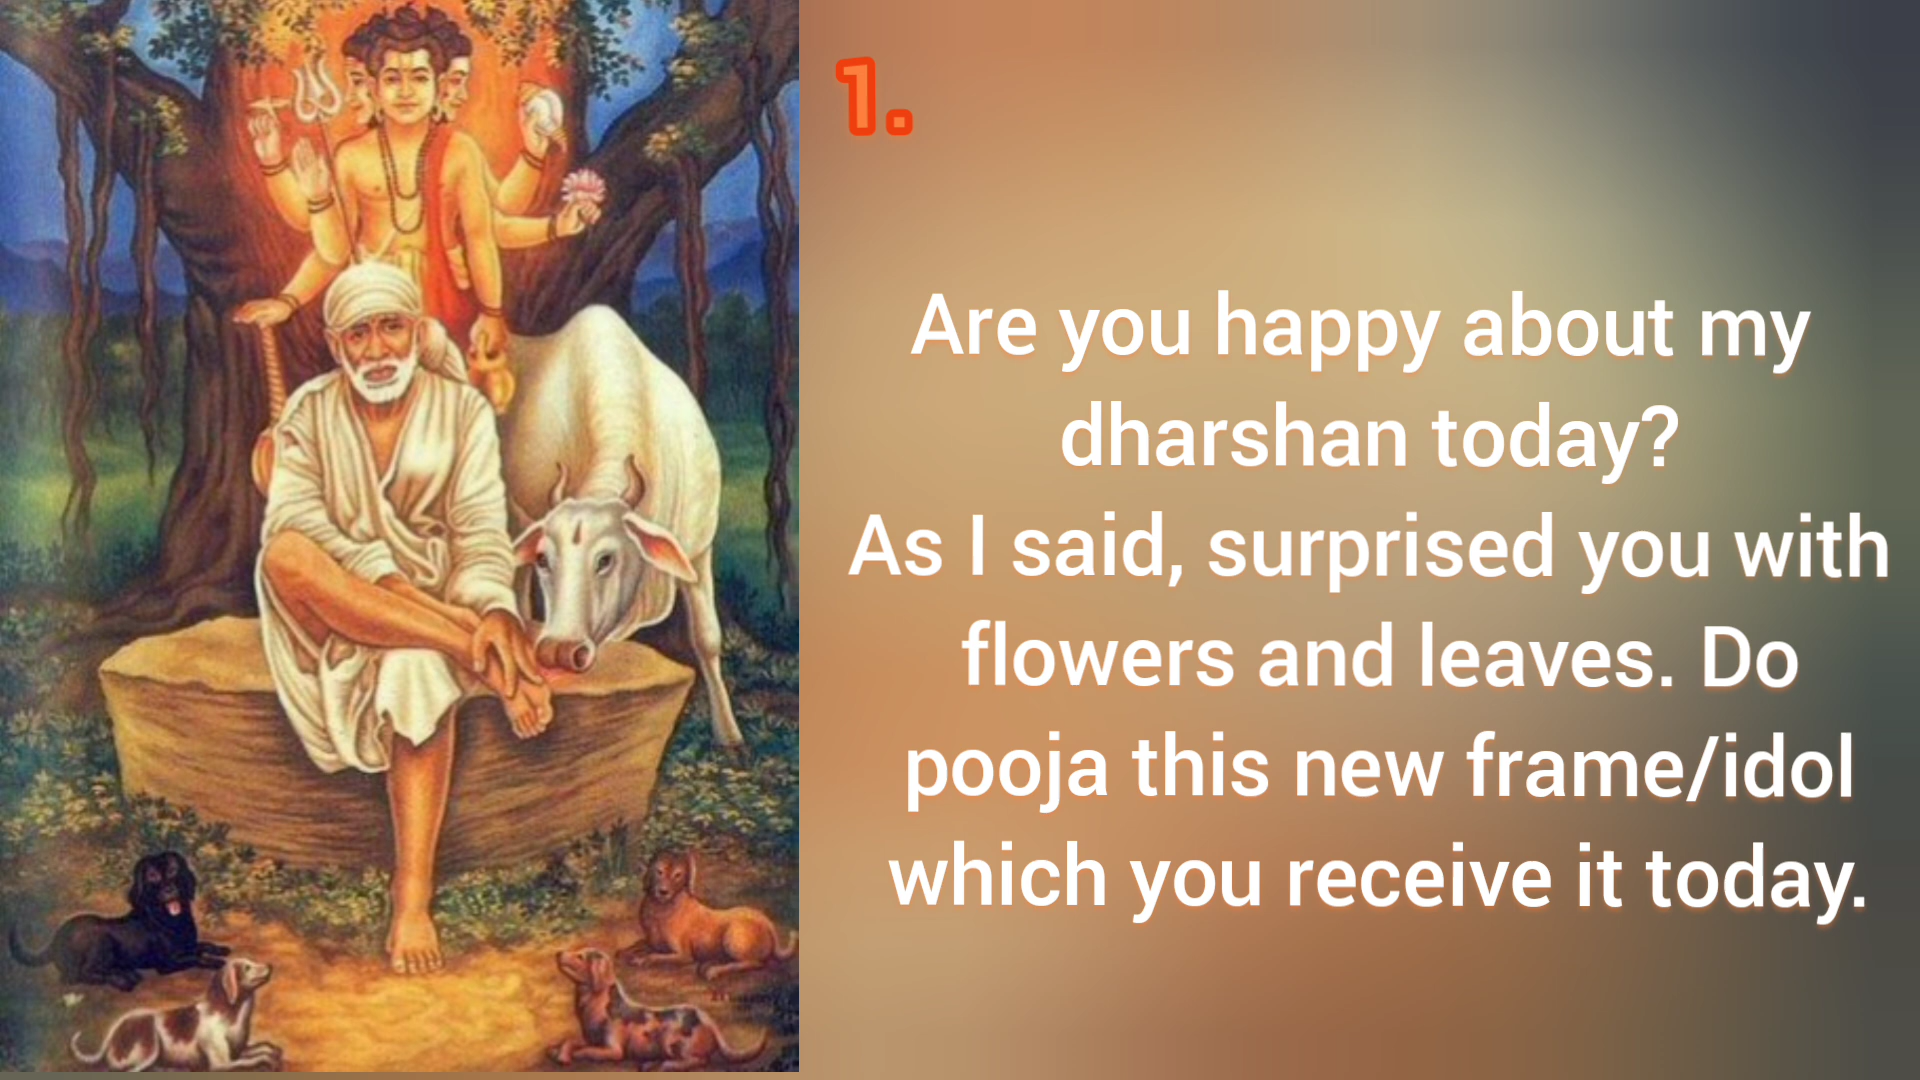 1.
Are you happy about my
dharshan today?
As I said, surprised you with
flowers and leaves. Do
pooja this new frame/idol
which you receive it today.